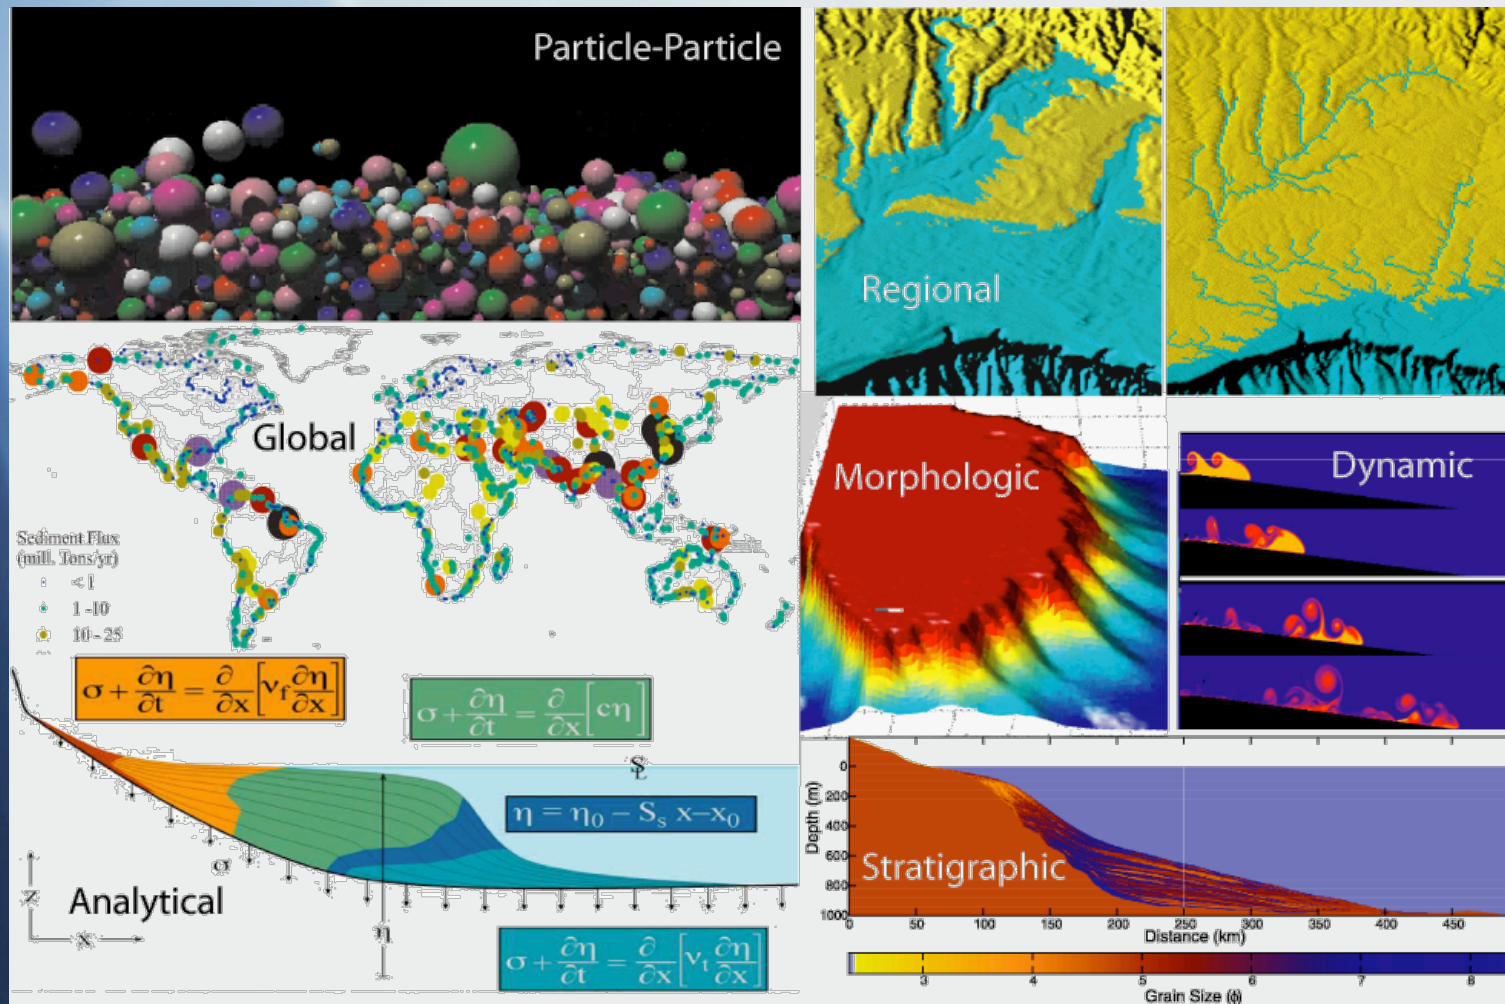 Particle-Particle
Regional
Global
Sediment Flux
(mill. Tons/yr)
< 1
1 -10
10 - 25
Morphologic
Dynamic
σ + ∂η/∂t = ∂/∂x [ν_f ∂η/∂x]
σ + ∂η/∂t = ∂/∂x [cη]
SL
η = η₀ − S_s x−x₀
σ
Z
X
η
Analytical
σ + ∂η/∂t = ∂/∂x [ν_t ∂η/∂x]
Stratigraphic
Depth (m)
0
200
400
600
800
1000
0 50 100 150 200 250 300 350 400 450
Distance (km)
3 4 5 6 7 8
Grain Size (ϕ)